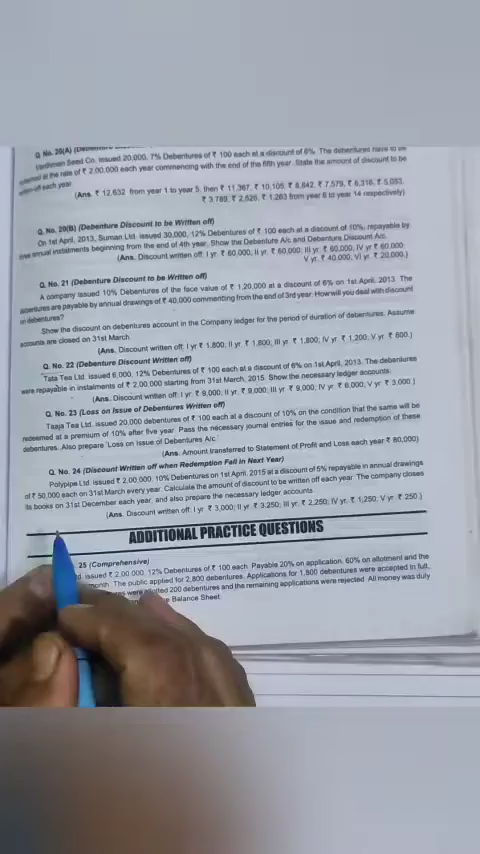 Q. No. 20(A)
Vardhman Seed Co. issued 20,000, 7% Debentures of ₹ 100 each at a discount of 6%. The debentures have to be
at the rate of ₹ 2,00,000 each year commencing with the end of the fifth year. State the amount of discount to be
written off each year.
(Ans. ₹ 12,632 from year 1 to year 5, then ₹ 11,367, ₹ 10,105, ₹ 8,842, ₹ 7,579, ₹ 6,316, ₹ 5,053,
₹ 3,789, ₹ 2,526, ₹ 1,263 from year 6 to year 14 respectively)
Q. No. 20(B) (Debenture Discount to be Written off)
On 1st April, 2013, Suman Ltd. issued 30,000, 12% Debentures of ₹ 100 each at a discount of 10%, repayable by
five annual instalments beginning from the end of 4th year. Show the Debenture A/c and Debenture Discount A/c.
(Ans. Discount written off: I yr. ₹ 60,000; II yr. ₹ 60,000; III yr. ₹ 60,000; IV yr. ₹ 60,000;
V yr. ₹ 40,000; VI yr. ₹ 20,000.)
Q. No. 21 (Debenture Discount to be Written off)
A company issued 10% Debentures of the face value of ₹ 1,20,000 at a discount of 6% on 1st April, 2013. The
debentures are payable by annual drawings of ₹ 40,000 commencing from the end of 3rd year. How will you deal with discount
on debentures?
Show the discount on debentures account in the Company ledger for the period of duration of debentures. Assume
accounts are closed on 31st March.
(Ans. Discount written off: I yr ₹ 1,800; II yr. ₹ 1,800; III yr. ₹ 1,800; IV yr. ₹ 1,200; V yr. ₹ 600.)
Q. No. 22 (Debenture Discount Written off)
Tata Tea Ltd. issued 6,000, 12% Debentures of ₹ 100 each at a discount of 6% on 1st April, 2013. The debentures
were repayable in instalments of ₹ 2,00,000 starting from 31st March, 2015. Show the necessary ledger accounts.
(Ans. Discount written off: I yr. ₹ 9,000; II yr. ₹ 9,000; III yr. ₹ 9,000; IV yr. ₹ 6,000; V yr. ₹ 3,000.)
Q. No. 23 (Loss on Issue of Debentures Written off)
Taaja Tea Ltd. issued 20,000 debentures of ₹ 100 each at a discount of 10% on the condition that the same will be
redeemed at a premium of 10% after five year. Pass the necessary journal entries for the issue and redemption of these
debentures. Also prepare 'Loss on Issue of Debentures A/c.'
(Ans. Amount transferred to Statement of Profit and Loss each year ₹ 80,000)
Q. No. 24 (Discount Written off when Redemption Fall in Next Year)
Polypipe Ltd. issued ₹ 2,00,000, 10% Debentures on 1st April, 2015 at a discount of 5% repayable in annual drawings
of ₹ 50,000 each on 31st March every year. Calculate the amount of discount to be written off each year. The company closes
its books on 31st December each year, and also prepare the necessary ledger accounts.
(Ans. Discount written off: I yr. ₹ 3,000; II yr. ₹ 3,250; III yr. ₹ 2,250; IV yr. ₹ 1,250; V yr. ₹ 250.)
ADDITIONAL PRACTICE QUESTIONS
25 (Comprehensive)
issued ₹ 2,00,000, 12% Debentures of ₹ 100 each. Payable 20% on application, 60% on allotment and the
month. The public applied for 2,800 debentures. Applications for 1,800 debentures were accepted in full,
were allotted 200 debentures and the remaining applications were rejected. All money was duly
Balance Sheet.